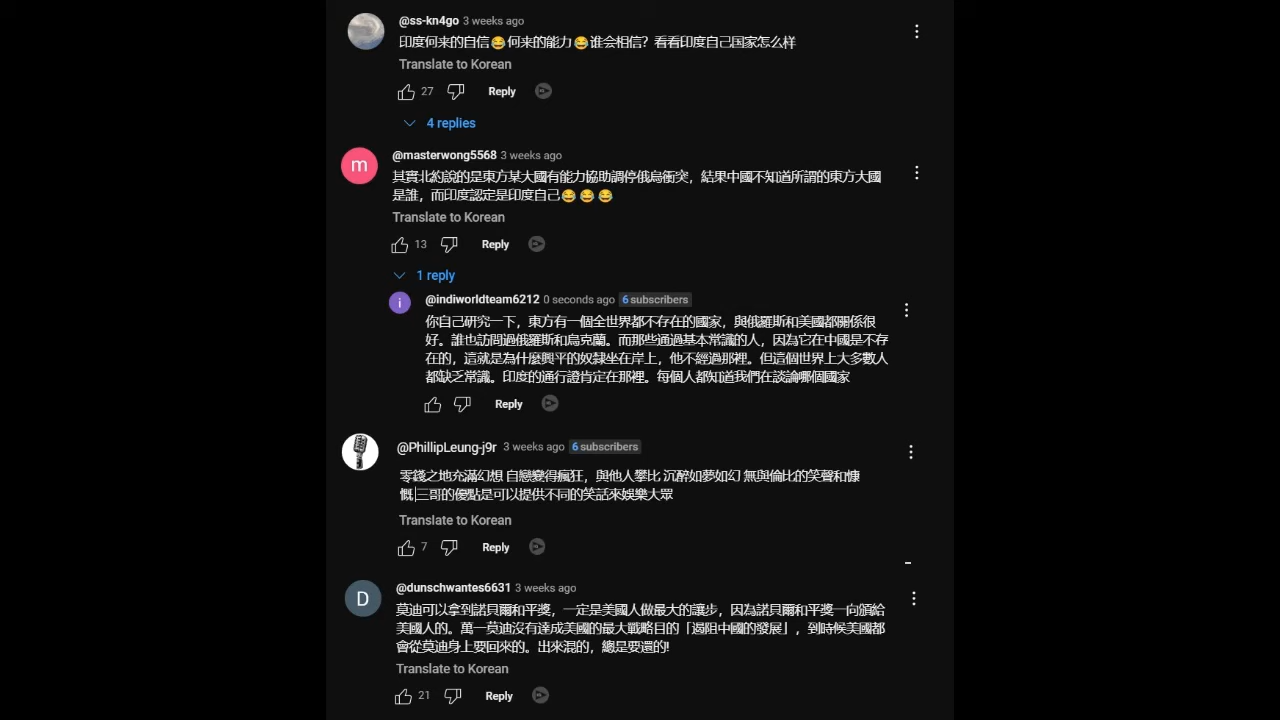 @ss-kn4go 3 weeks ago
印度何来的自信😂何来的能力😂谁会相信？看看印度自己国家怎么样
Translate to Korean
27 Reply
4 replies
m
@masterwong5568 3 weeks ago
其實北約說的是東方某大國有能力協助調停俄烏衝突，結果中國不知道所謂的東方大國
是誰，而印度認定是印度自己😂😂😂
Translate to Korean
13 Reply
1 reply
i
@indiworldteam6212 0 seconds ago 6 subscribers
你自己研究一下，東方有一個全世界都不存在的國家，與俄羅斯和美國都關係很
好。誰也訪問過俄羅斯和烏克蘭。而那些通過基本常識的人，因為它在中國是不存
在的，這就是為什麼興平的奴隸坐在岸上，他不經過那裡。但這個世界上大多數人
都缺乏常識。印度的通行證肯定在那裡。每個人都知道我們在談論哪個國家
Reply
@PhillipLeung-j9r 3 weeks ago 6 subscribers
零錢之地充滿幻想 自戀變得瘋狂，與他人攀比 沉醉如夢如幻 無與倫比的笑聲和慷
慨三哥的優點是可以提供不同的笑話來娛樂大眾
Translate to Korean
7 Reply
D
@dunschwantes6631 3 weeks ago
莫迪可以拿到諾貝爾和平獎，一定是美國人做最大的讓步，因為諾貝爾和平獎一向頒給
美國人的。萬一莫迪沒有達成美國的最大戰略目的「遏阻中國的發展」，到時候美國都
會從莫迪身上要回來的。出來混的，總是要還的!
Translate to Korean
21 Reply